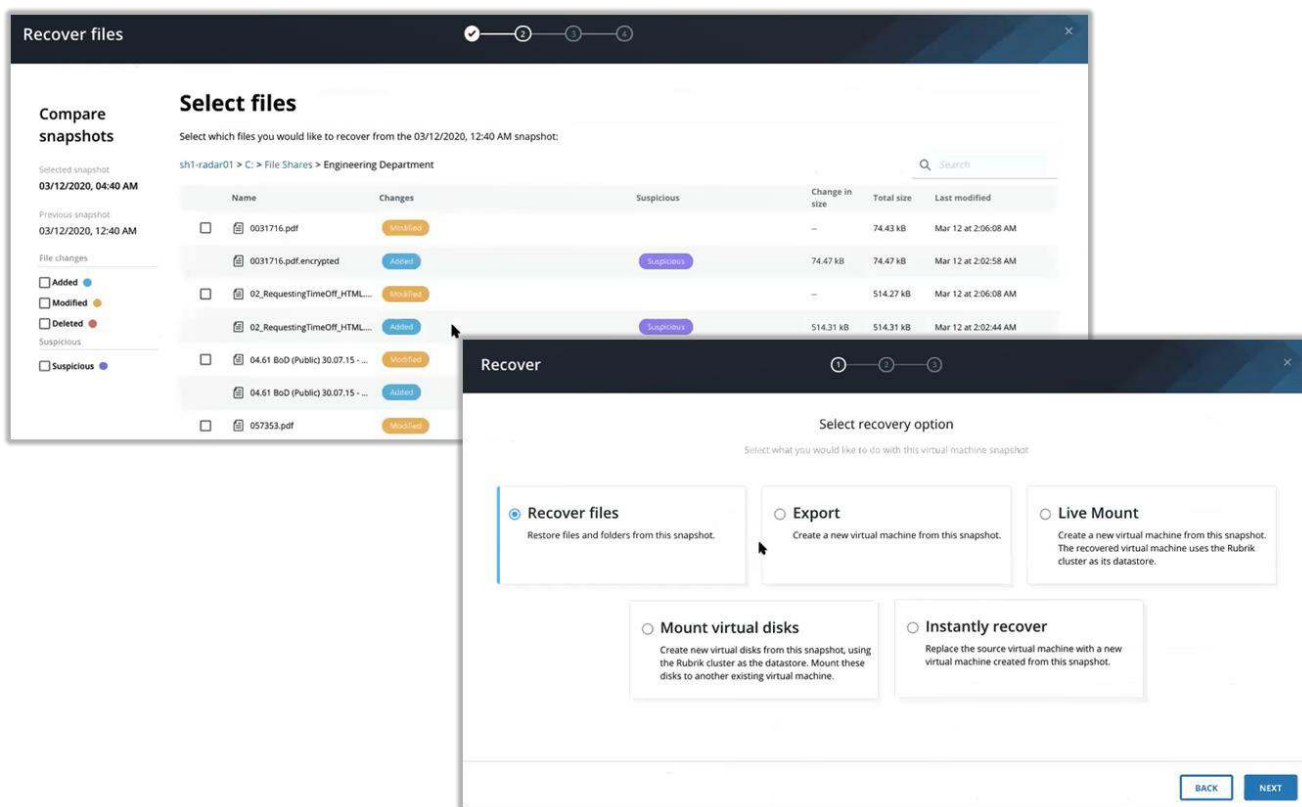 Recover files
2
3
4
Compare
snapshots
Selected snapshot
03/12/2020, 04:40 AM
Previous snapshot
03/12/2020, 12:40 AM
File changes
Added
Modified
Deleted
Suspicious
Suspicious
Select files
Select which files you would like to recover from the 03/12/2020, 12:40 AM snapshot:
sh1-radar01 > C: > File Shares > Engineering Department
Search
Name Changes Suspicious Change in size Total size Last modified
0031716.pdf Modified – 74.43 kB Mar 12 at 2:06:08 AM
0031716.pdf.encrypted Added Suspicious 74.47 kB 74.47 kB Mar 12 at 2:02:58 AM
02_RequestingTimeOff_HTML... Modified – 514.27 kB Mar 12 at 2:06:08 AM
02_RequestingTimeOff_HTML... Added Suspicious 514.31 kB 514.31 kB Mar 12 at 2:02:44 AM
04.61 BoD (Public) 30.07.15 - ... Modified
04.61 BoD (Public) 30.07.15 - ... Added
057353.pdf Modified
Recover
1
2
3
Select recovery option
Select what you would like to do with this virtual machine snapshot
Recover files
Restore files and folders from this snapshot.
Export
Create a new virtual machine from this snapshot.
Live Mount
Create a new virtual machine from this snapshot.
The recovered virtual machine uses the Rubrik
cluster as its datastore.
Mount virtual disks
Create new virtual disks from this snapshot, using
the Rubrik cluster as the datastore. Mount these
disks to another existing virtual machine.
Instantly recover
Replace the source virtual machine with a new
virtual machine created from this snapshot.
BACK
NEXT